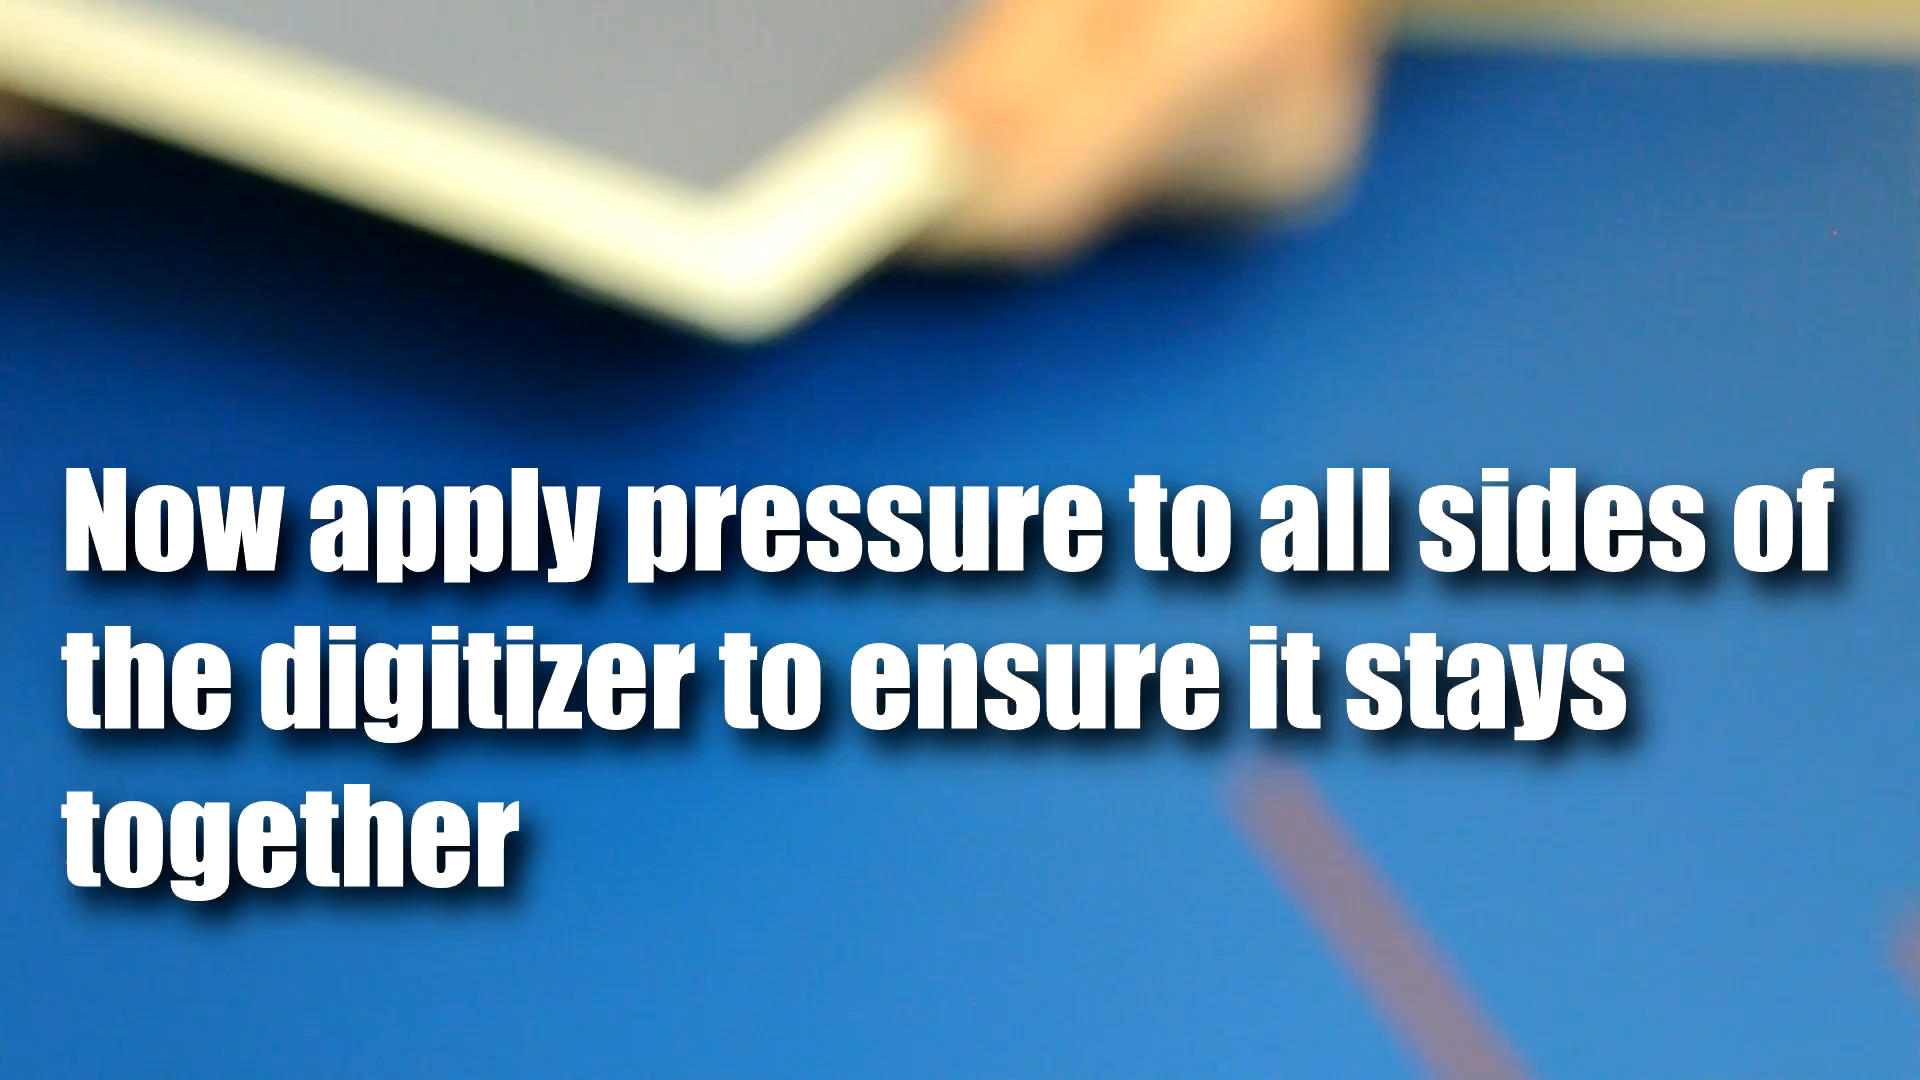 Now apply pressure to all sides of
the digitizer to ensure it stays
together